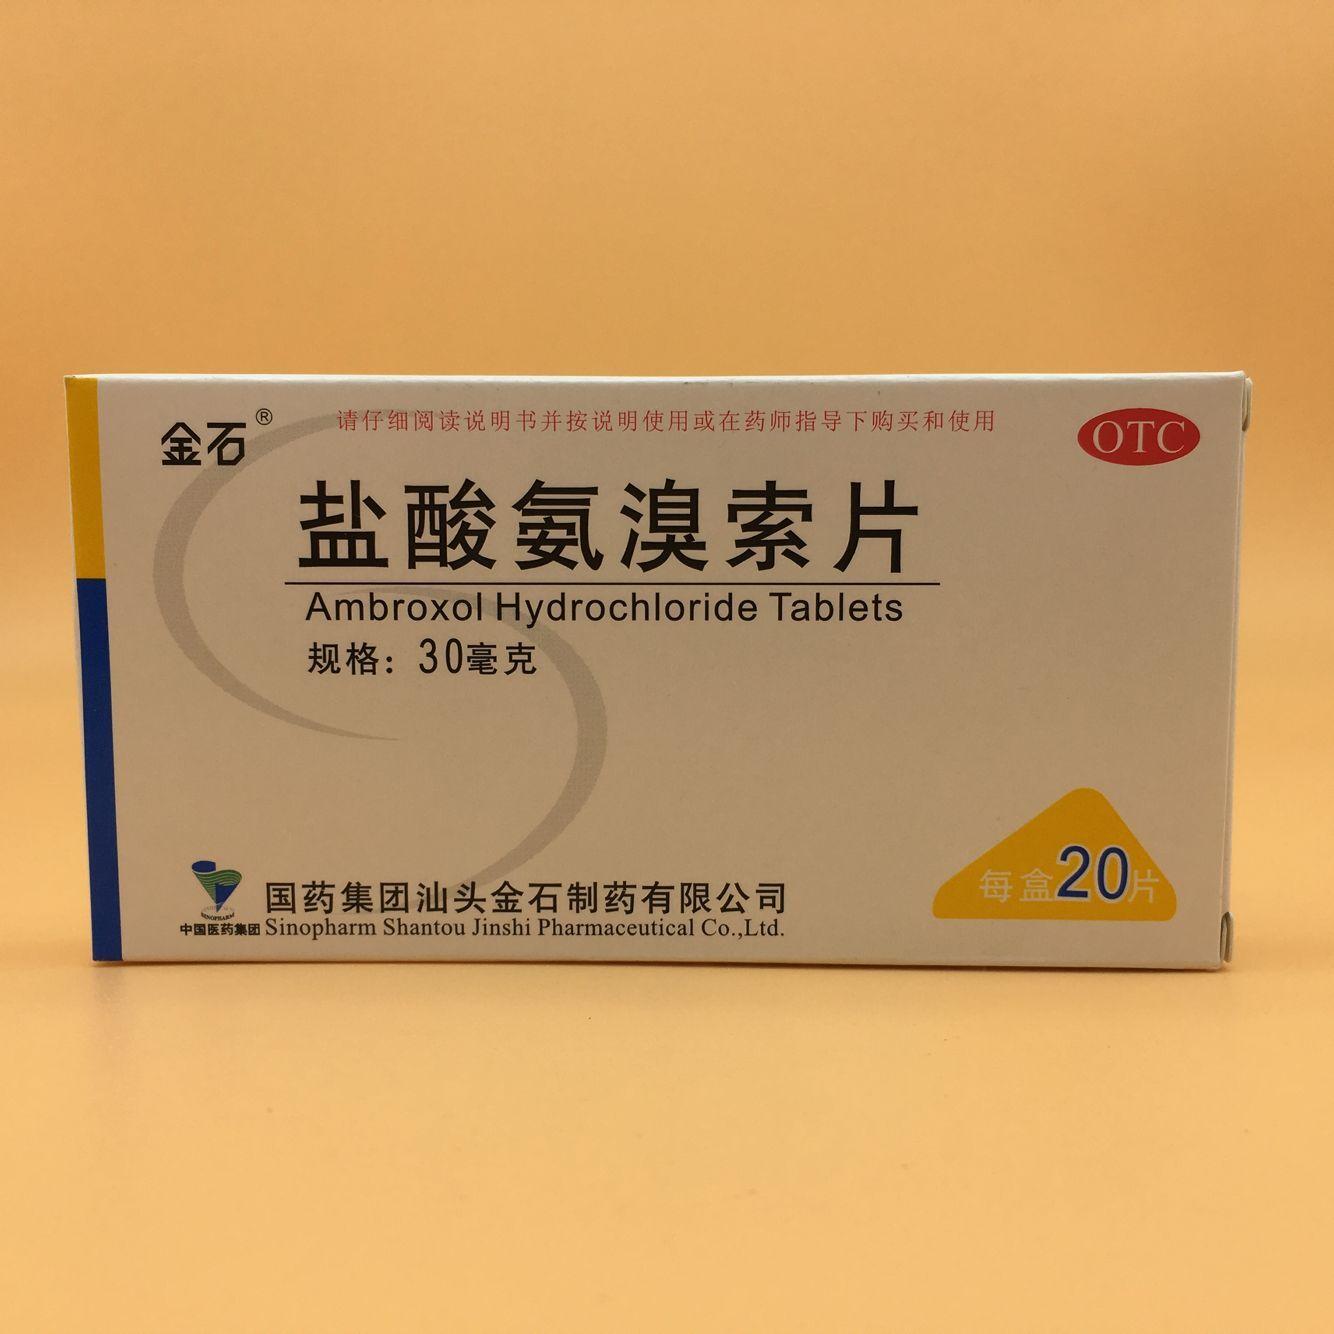 金石®
请仔细阅读说明书并按说明使用或在药师指导下购买和使用
OTC
盐酸氨溴索片
Ambroxol Hydrochloride Tablets
规格：30毫克
每盒20片
SINOPHARM
中国医药集团
国药集团汕头金石制药有限公司
Sinopharm Shantou Jinshi Pharmaceutical Co.,Ltd.